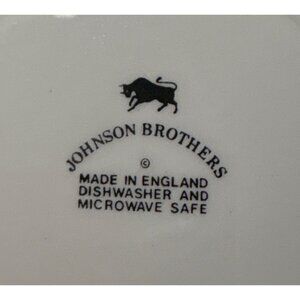 JOHNSON BROTHERS
©
MADE IN ENGLAND
DISHWASHER AND
MICROWAVE SAFE